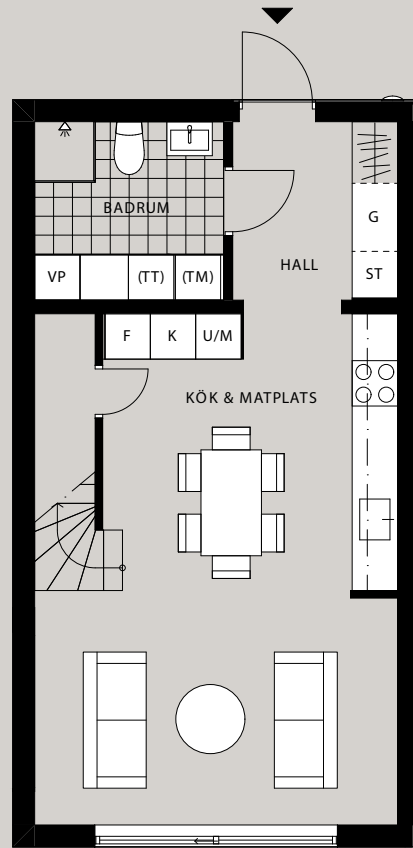 BADRUM
VP
(TT)
(TM)
G
ST
HALL
F
K
U/M
KÖK & MATPLATS